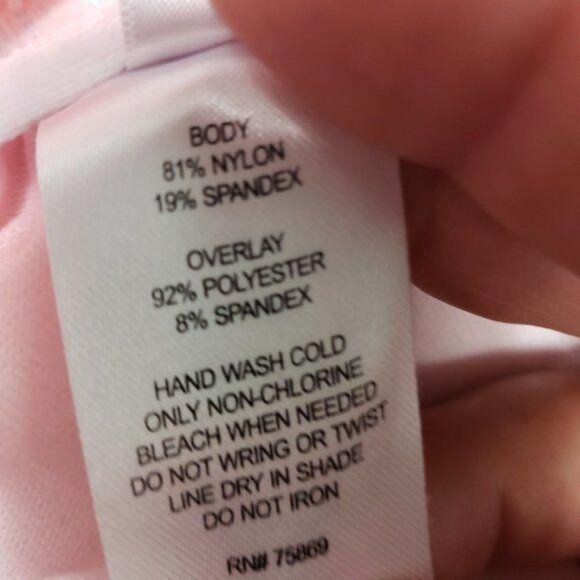 BODY
81% NYLON
19% SPANDEX
OVERLAY
92% POLYESTER
8% SPANDEX
HAND WASH COLD
ONLY NON-CHLORINE
BLEACH WHEN NEEDED
DO NOT WRING OR TWIST
LINE DRY IN SHADE
DO NOT IRON
RN# 75869